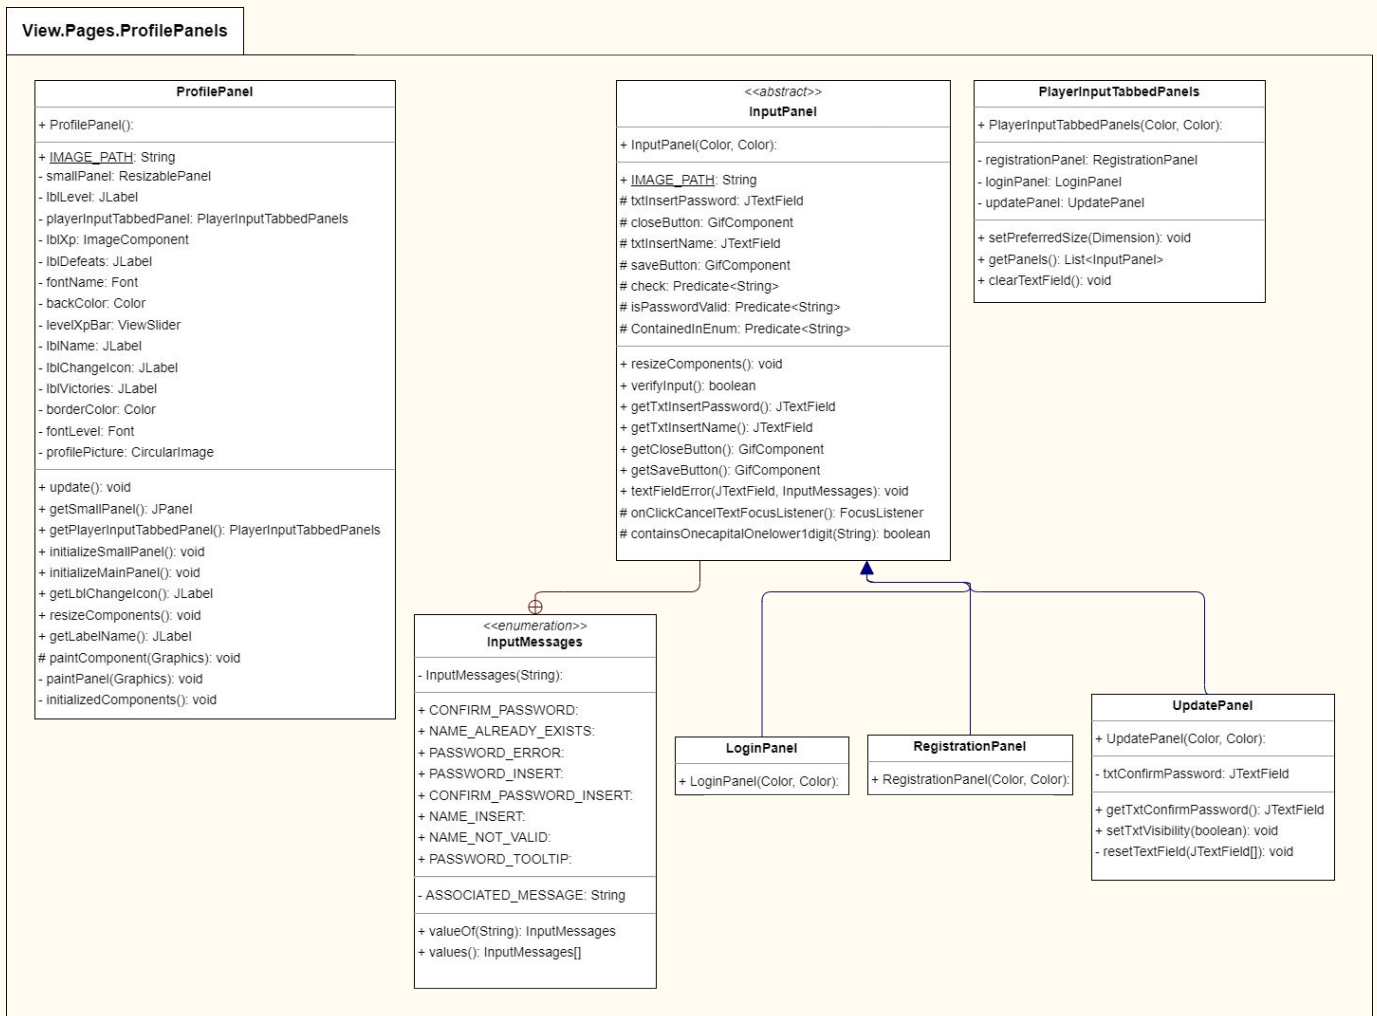 View.Pages.ProfilePanels
ProfilePanel
+ ProfilePanel():
+ IMAGE_PATH: String
- smallPanel: ResizablePanel
- lblLevel: JLabel
- playerInputTabbedPanel: PlayerInputTabbedPanels
- lblXp: ImageComponent
- lblDefeats: JLabel
- fontName: Font
- backColor: Color
- levelXpBar: ViewSlider
- lblName: JLabel
- lblChangeIcon: JLabel
- lblVictories: JLabel
- borderColor: Color
- fontLevel: Font
- profilePicture: CircularImage
+ update(): void
+ getSmallPanel(): JPanel
+ getPlayerInputTabbedPanel(): PlayerInputTabbedPanels
+ initializeSmallPanel(): void
+ initializeMainPanel(): void
+ getLblChangeIcon(): JLabel
+ resizeComponents(): void
+ getLabelName(): JLabel
# paintComponent(Graphics): void
- paintPanel(Graphics): void
- initializedComponents(): void
<<abstract>>
InputPanel
+ InputPanel(Color, Color):
+ IMAGE_PATH: String
# txtInsertPassword: JTextField
# closeButton: GifComponent
# txtInsertName: JTextField
# saveButton: GifComponent
# check: Predicate<String>
# isPasswordValid: Predicate<String>
# ContainedInEnum: Predicate<String>
+ resizeComponents(): void
+ verifyInput(): boolean
+ getTxtInsertPassword(): JTextField
+ getTxtInsertName(): JTextField
+ getCloseButton(): GifComponent
+ getSaveButton(): GifComponent
+ textFieldError(JTextField, InputMessages): void
# onClickCancelTextFocusListener(): FocusListener
# containsOnecapitalOnelower1digit(String): boolean
PlayerInputTabbedPanels
+ PlayerInputTabbedPanels(Color, Color):
- registrationPanel: RegistrationPanel
- loginPanel: LoginPanel
- updatePanel: UpdatePanel
+ setPreferredSize(Dimension): void
+ getPanels(): List<InputPanel>
+ clearTextField(): void
<<enumeration>>
InputMessages
- InputMessages(String):
+ CONFIRM_PASSWORD:
+ NAME_ALREADY_EXISTS:
+ PASSWORD_ERROR:
+ PASSWORD_INSERT:
+ CONFIRM_PASSWORD_INSERT:
+ NAME_INSERT:
+ NAME_NOT_VALID:
+ PASSWORD_TOOLTIP:
- ASSOCIATED_MESSAGE: String
+ valueOf(String): InputMessages
+ values(): InputMessages[]
LoginPanel
+ LoginPanel(Color, Color):
RegistrationPanel
+ RegistrationPanel(Color, Color):
UpdatePanel
+ UpdatePanel(Color, Color):
- txtConfirmPassword: JTextField
+ getTxtConfirmPassword(): JTextField
+ setTxtVisibility(boolean): void
- resetTextField(JTextField[]): void